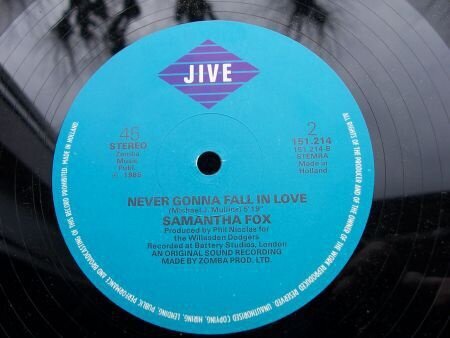 JIVE
45
STEREO
Zomba
Music
Publ.
℗ 1985
2
151.214
151.214-B
STEMRA
Made in
Holland.
NEVER GONNA FALL IN LOVE
(Michael J. Mullins) 5'19"
SAMANTHA FOX
Produced by Phil Nicolas for
the Willesden Dodgers
Recorded at Battery Studios, London
AN ORIGINAL SOUND RECORDING
MADE BY ZOMBA PROD. LTD.
ALL RIGHTS OF THE PRODUCER AND OF THE OWNER OF THE WORK REPRODUCED RESERVED. UNAUTHORISED COPYING, HIRING, LENDING, PUBLIC PERFORMANCE AND BROADCASTING OF THIS RECORD PROHIBITED. MADE IN HOLLAND.